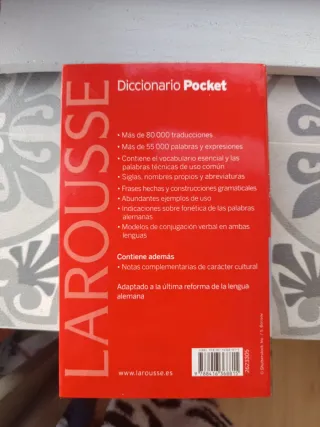 LAROUSSE
Diccionario Pocket
• Más de 80 000 traducciones
• Más de 55 000 palabras y expresiones
• Contiene el vocabulario esencial y las
palabras técnicas de uso común
• Siglas, nombres propios y abreviaturas
• Frases hechas y construcciones gramaticales
• Abundantes ejemplos de uso
• Indicaciones sobre fonética de las palabras
alemanas
• Modelos de conjugación verbal en ambas
lenguas
Contiene además
• Notas complementarias de carácter cultural
Adaptado a la última reforma de la lengua
alemana
www.larousse.es
2623305